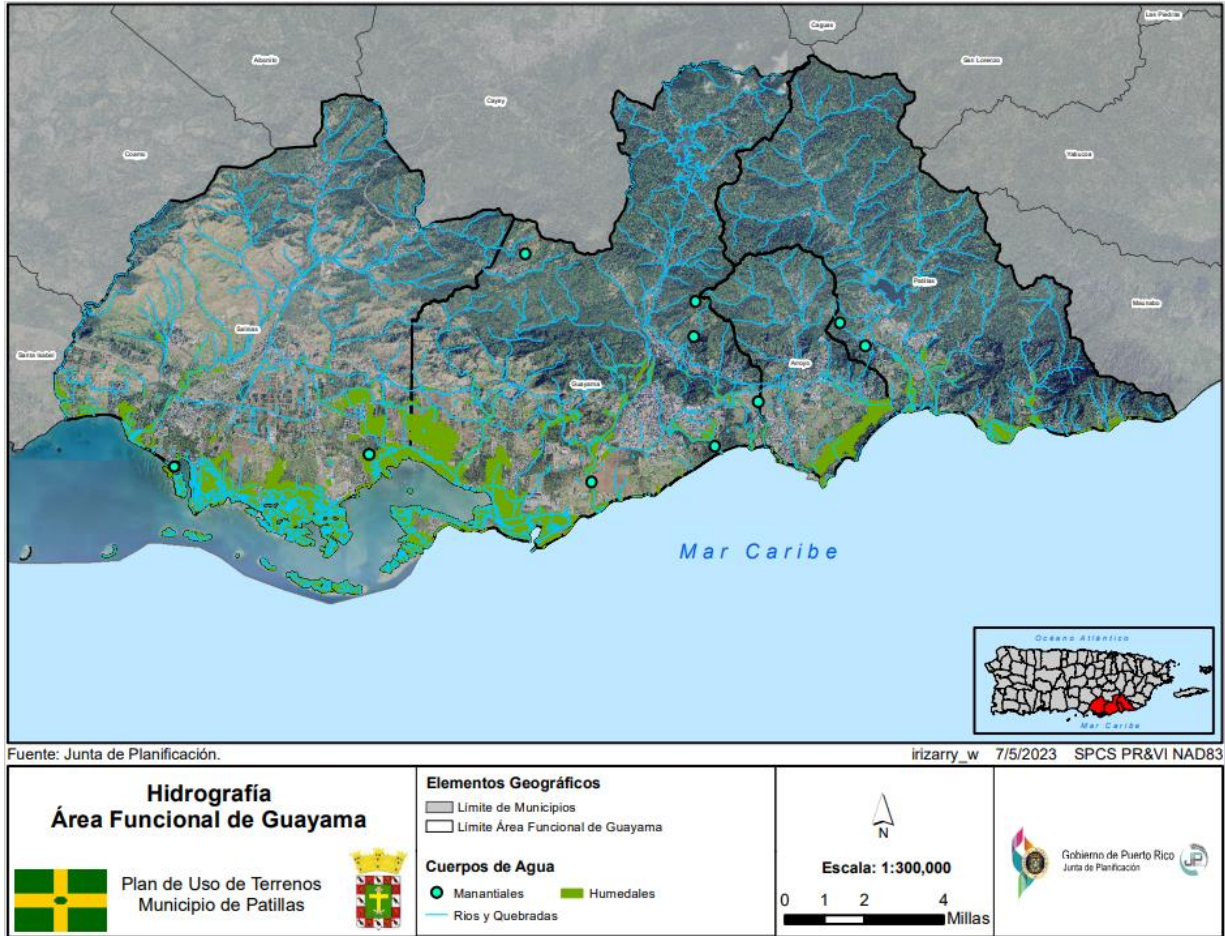 Las Piedras
Caguas
San Lorenzo
Aibonito
Cayey
Coamo
Yabucoa
Patillas
Maunabo
Salinas
Santa Isabel
Arroyo
Guayama
Mar Caribe
Océano Atlántico
Mar Caribe
Fuente: Junta de Planificación.
irizarry_w 7/5/2023 SPCS PR&VI NAD83
Hidrografía
Área Funcional de Guayama
Plan de Uso de Terrenos
Municipio de Patillas
Elementos Geográficos
Límite de Municipios
Límite Área Funcional de Guayama
Cuerpos de Agua
Manantiales
Humedales
Rios y Quebradas
N
Escala: 1:300,000
0 1 2 4
Millas
Gobierno de Puerto Rico
Junta de Planificación
JP